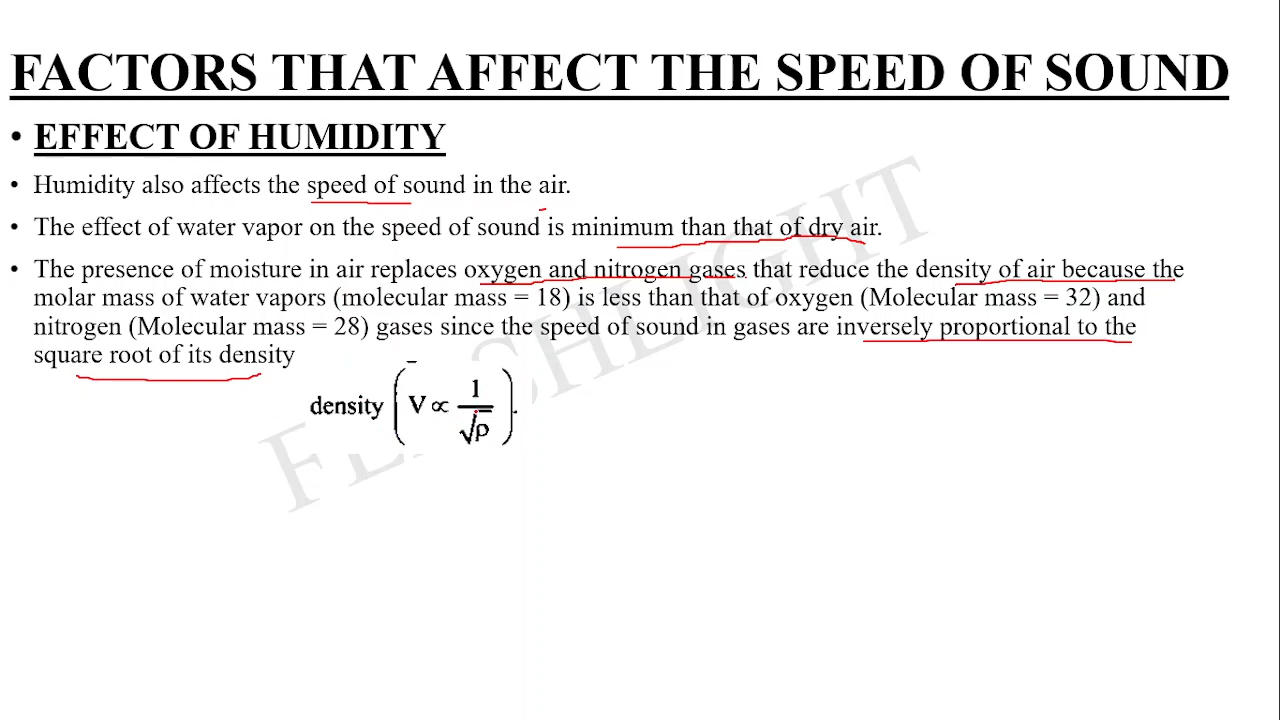 FACTORS THAT AFFECT THE SPEED OF SOUND
• EFFECT OF HUMIDITY
• Humidity also affects the speed of sound in the air.
• The effect of water vapor on the speed of sound is minimum than that of dry air.
• The presence of moisture in air replaces oxygen and nitrogen gases that reduce the density of air because the
molar mass of water vapors (molecular mass = 18) is less than that of oxygen (Molecular mass = 32) and
nitrogen (Molecular mass = 28) gases since the speed of sound in gases are inversely proportional to the
square root of its density
density (V ∝ 1/√ρ).
FLASHLIGHT